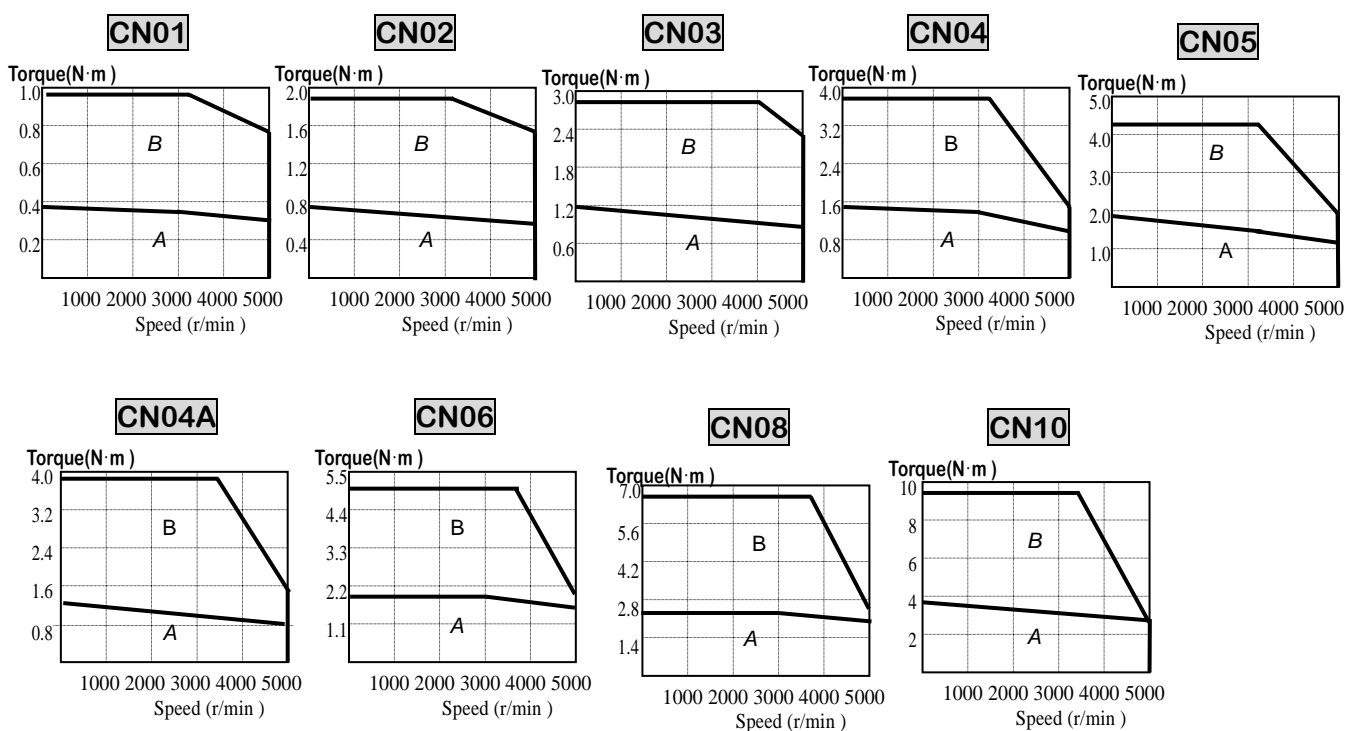 CN01
Torque(N·m )
1.0
0.8
0.6
0.4
0.2
B
A
1000 2000 3000 4000 5000
Speed (r/min )
CN02
Torque(N·m )
2.0
1.6
1.2
0.8
0.4
B
A
1000 2000 3000 4000 5000
Speed (r/min )
CN03
Torque(N·m )
3.0
2.4
1.8
1.2
0.6
B
A
1000 2000 3000 4000 5000
Speed (r/min )
CN04
Torque(N·m )
4.0
3.2
2.4
1.6
0.8
B
A
1000 2000 3000 4000 5000
Speed (r/min )
CN05
Torque(N·m )
5.0
4.0
3.0
2.0
1.0
B
A
1000 2000 3000 4000 5000
Speed (r/min )
CN04A
Torque(N·m )
4.0
3.2
2.4
1.6
0.8
B
A
1000 2000 3000 4000 5000
Speed (r/min )
CN06
Torque(N·m )
5.5
4.4
3.3
2.2
1.1
B
A
1000 2000 3000 4000 5000
Speed (r/min )
CN08
Torque(N·m )
7.0
5.6
4.2
2.8
1.4
B
A
1000 2000 3000 4000 5000
Speed (r/min )
CN10
Torque(N·m )
10
8
6
4
2
B
A
1000 2000 3000 4000 5000
Speed (r/min )